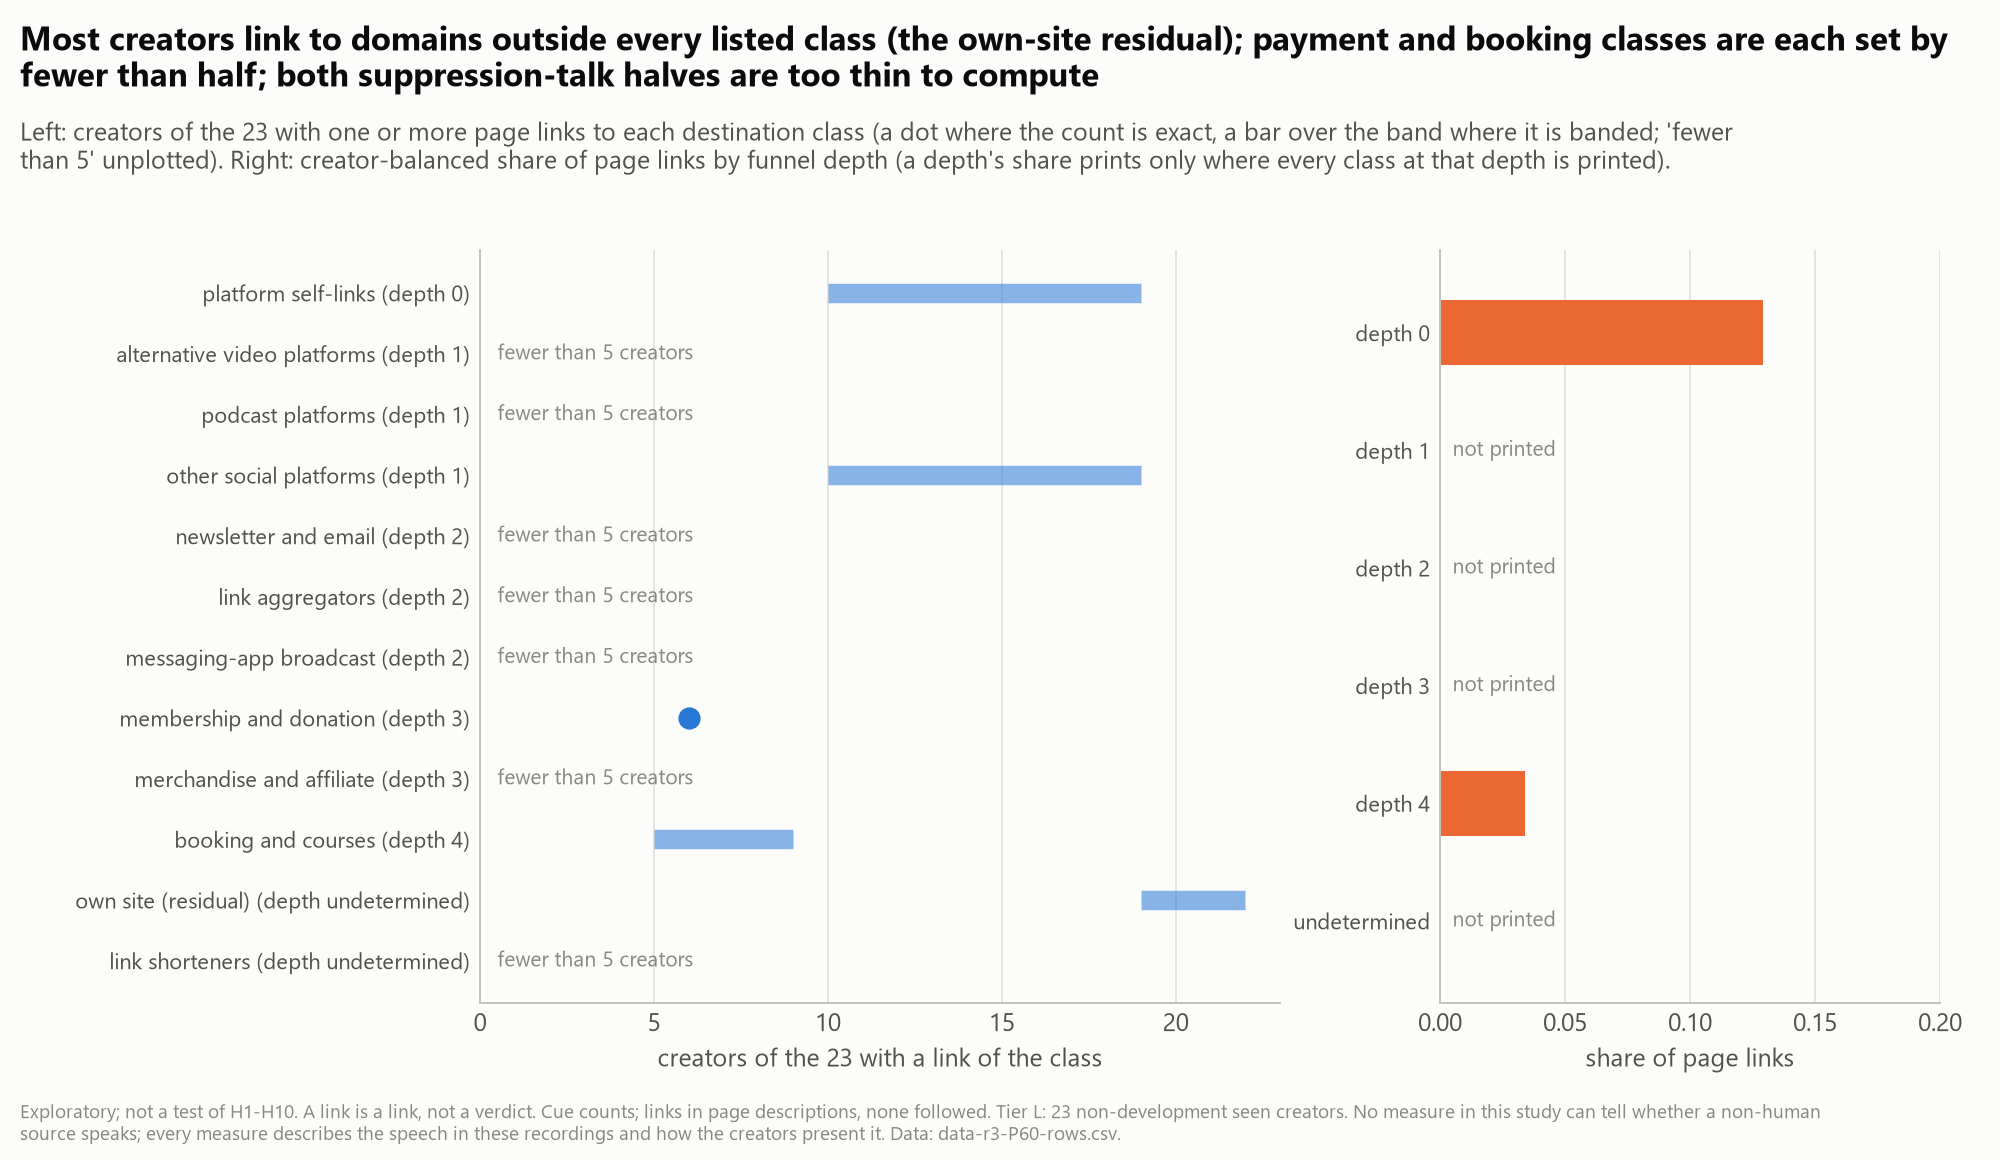 Most creators link to domains outside every listed class (the own-site residual); payment and booking classes are each set by
fewer than half; both suppression-talk halves are too thin to compute
Left: creators of the 23 with one or more page links to each destination class (a dot where the count is exact, a bar over the band where it is banded; 'fewer
than 5' unplotted). Right: creator-balanced share of page links by funnel depth (a depth's share prints only where every class at that depth is printed).
platform self-links (depth 0)
alternative video platforms (depth 1) fewer than 5 creators
podcast platforms (depth 1) fewer than 5 creators
other social platforms (depth 1)
newsletter and email (depth 2) fewer than 5 creators
link aggregators (depth 2) fewer than 5 creators
messaging-app broadcast (depth 2) fewer than 5 creators
membership and donation (depth 3)
merchandise and affiliate (depth 3) fewer than 5 creators
booking and courses (depth 4)
own site (residual) (depth undetermined)
link shorteners (depth undetermined) fewer than 5 creators
0 5 10 15 20
creators of the 23 with a link of the class
depth 0
depth 1 not printed
depth 2 not printed
depth 3 not printed
depth 4
undetermined not printed
0.00 0.05 0.10 0.15 0.20
share of page links
Exploratory; not a test of H1-H10. A link is a link, not a verdict. Cue counts; links in page descriptions, none followed. Tier L: 23 non-development seen creators. No measure in this study can tell whether a non-human
source speaks; every measure describes the speech in these recordings and how the creators present it. Data: data-r3-P60-rows.csv.